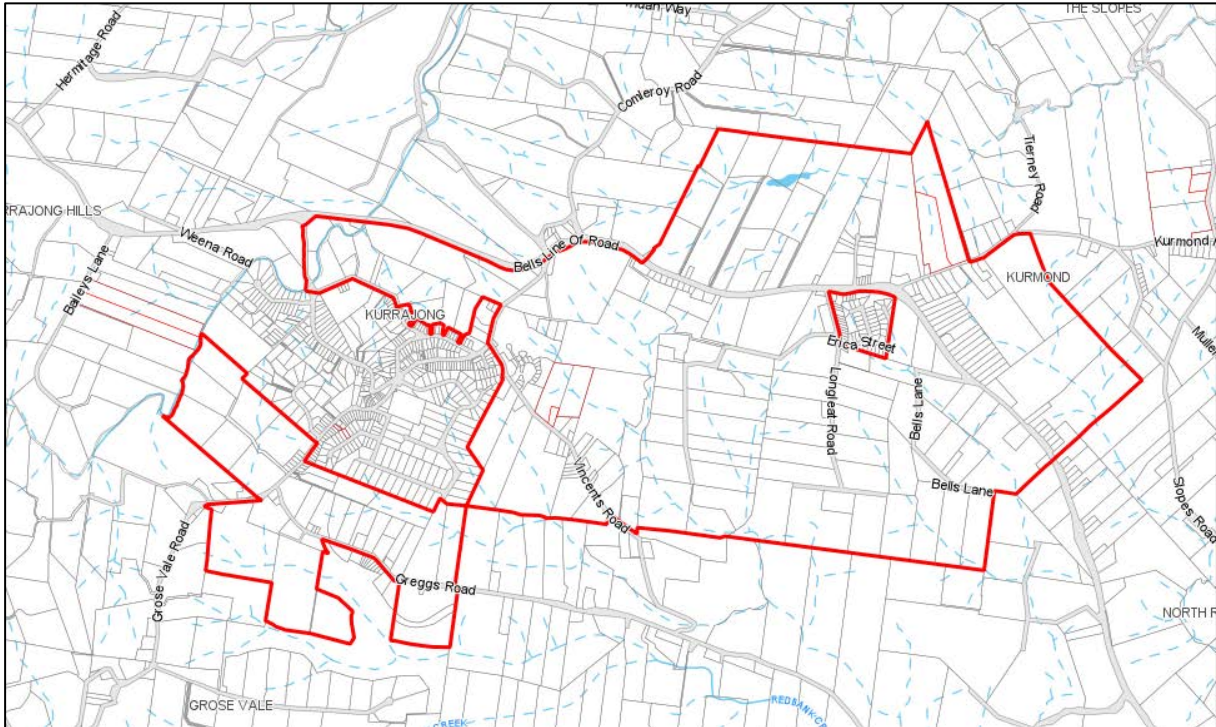 THE SLOPES
Hermitage Road
Comleroy Road
Tierney Road
RRAJONG HILLS
Weena Road
Bells Line Of Road
Kurmond
KURMOND
Baileys Lane
KURRAJONG
Erica Street
Longleat Road
Bells Lane
Bells Lane
Vincents Road
Slopes Road
Grose Vale Road
Greggs Road
NORTH R
GROSE VALE
CREEK